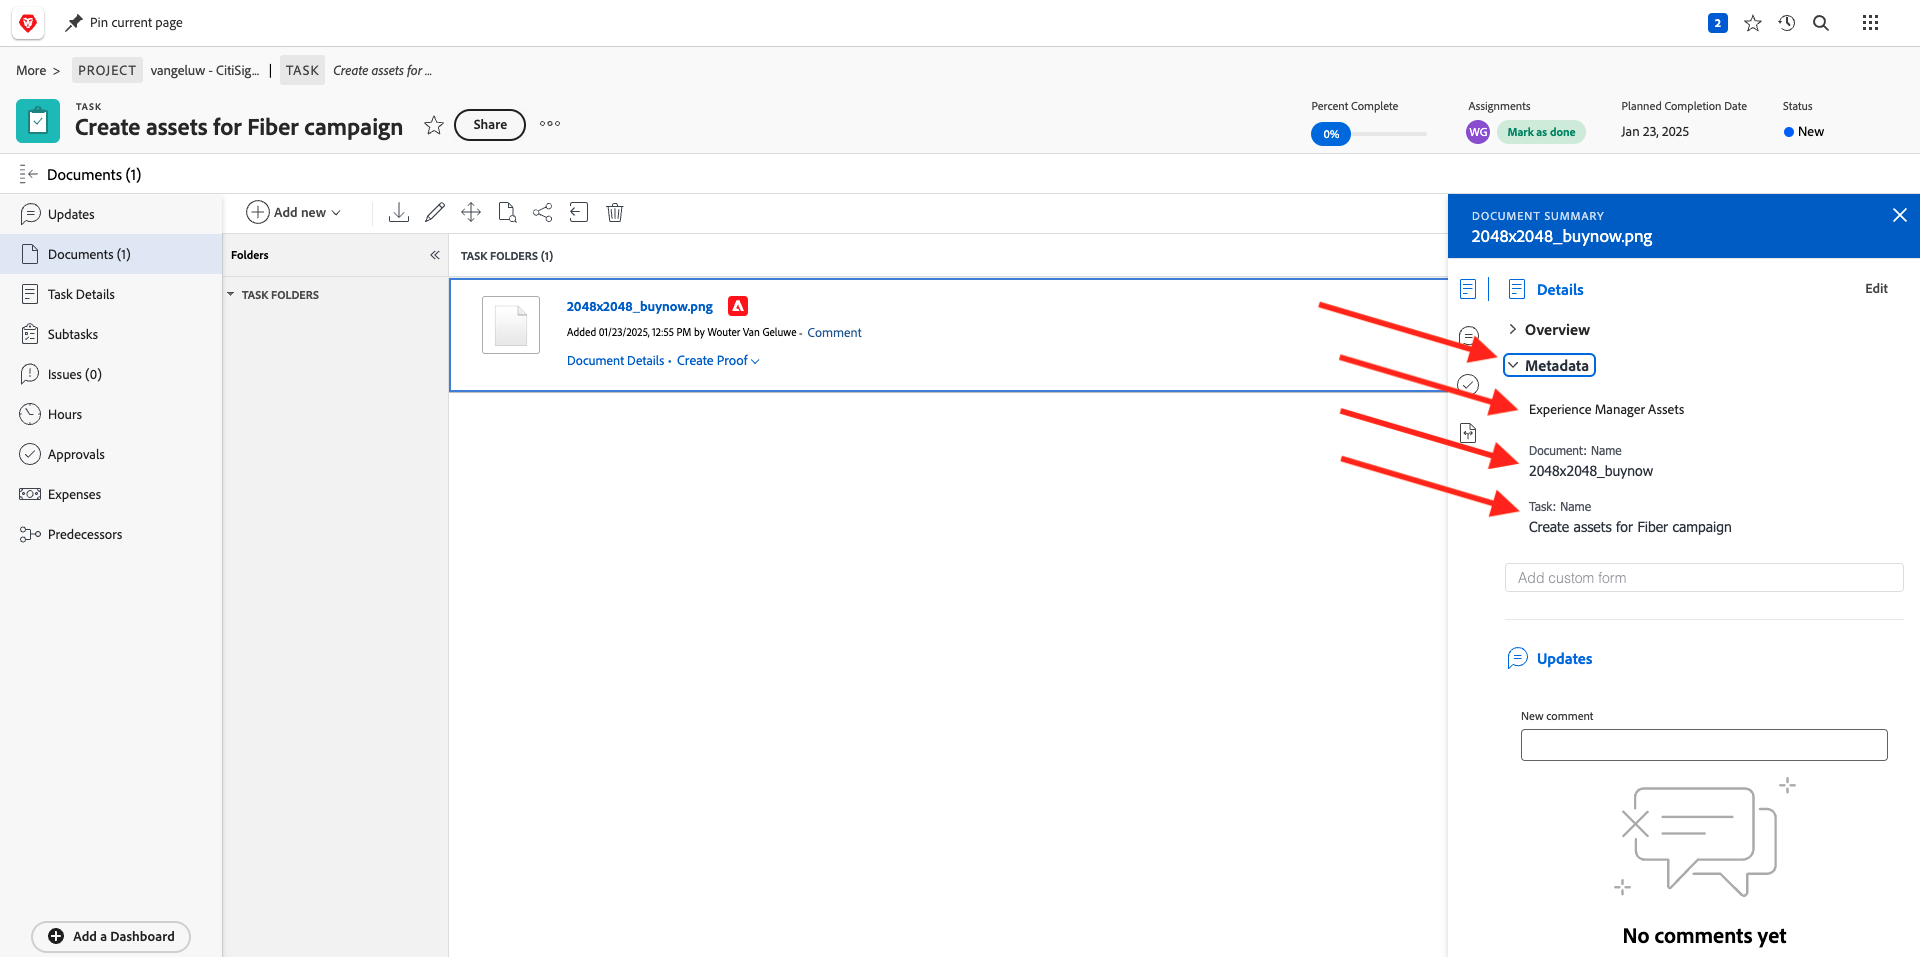 Pin current page
2
More >
PROJECT
vangeluw - CitiSig...
TASK
Create assets for ...
TASK
Create assets for Fiber campaign
Share
Percent Complete
0%
Assignments
WG
Mark as done
Planned Completion Date
Jan 23, 2025
Status
New
Documents (1)
Updates
Documents (1)
Task Details
Subtasks
Issues (0)
Hours
Approvals
Expenses
Predecessors
Add a Dashboard
Add new
Folders
TASK FOLDERS
TASK FOLDERS (1)
2048x2048_buynow.png
Added 01/23/2025, 12:55 PM by Wouter Van Geluwe - Comment
Document Details • Create Proof
DOCUMENT SUMMARY
2048x2048_buynow.png
Details
Edit
Overview
Metadata
Experience Manager Assets
Document: Name
2048x2048_buynow
Task: Name
Create assets for Fiber campaign
Add custom form
Updates
New comment
No comments yet